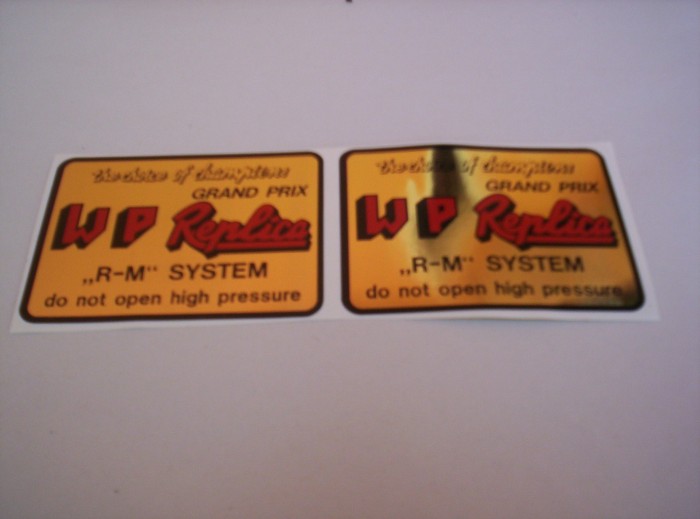 the choice of champions
GRAND PRIX
WP Replica
„R-M“ SYSTEM
do not open high pressure
the choice of champions
GRAND PRIX
WP Replica
„R-M“ SYSTEM
do not open high pressure